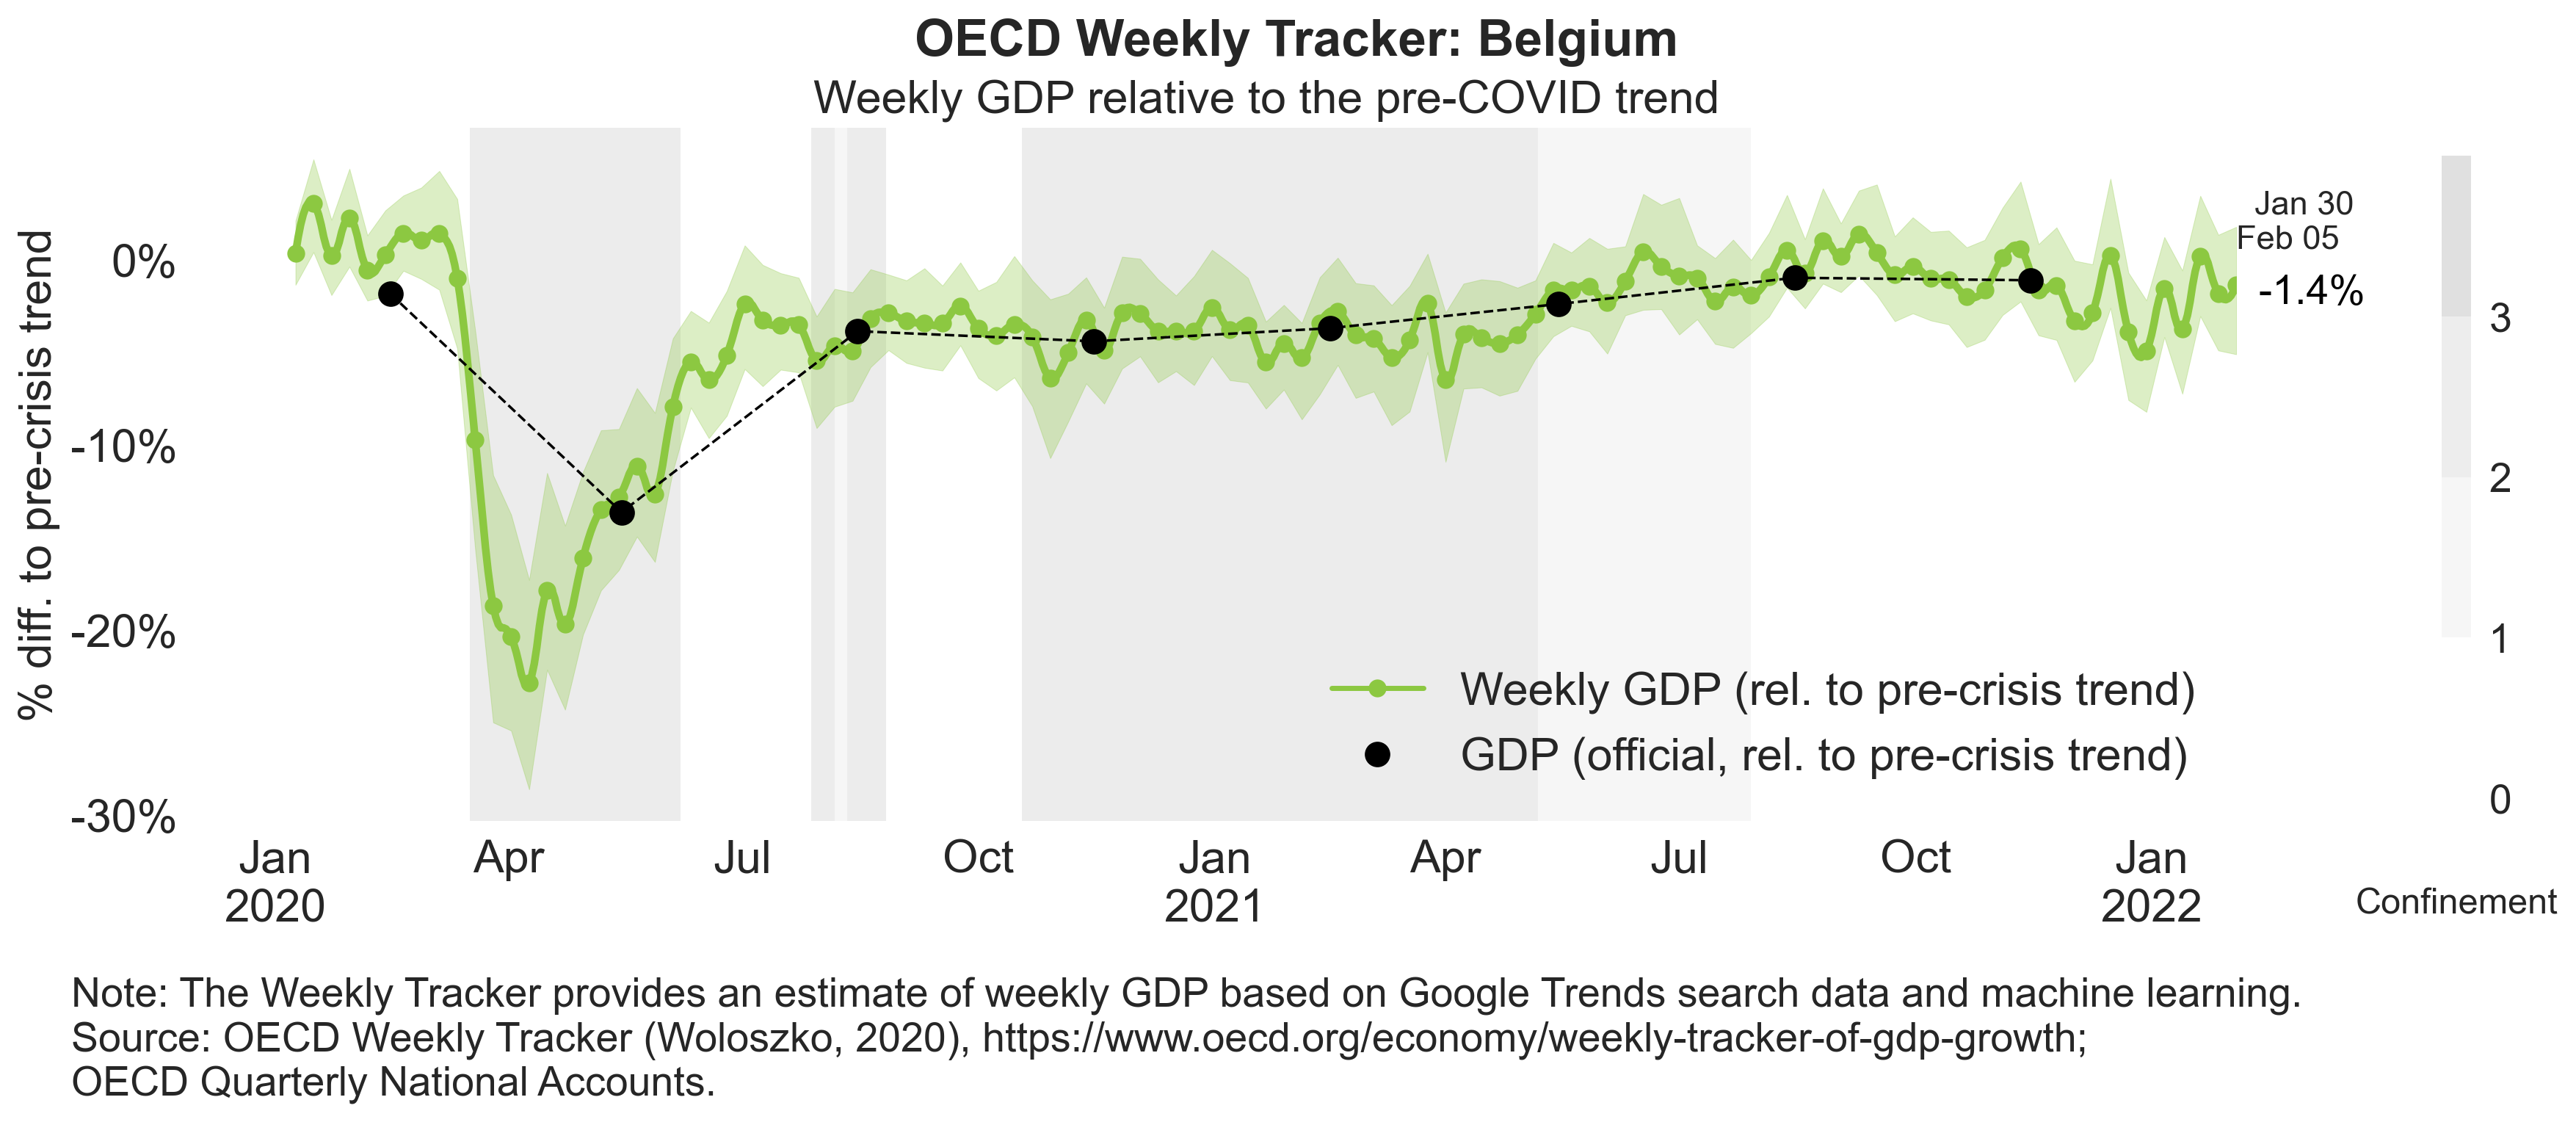 OECD Weekly Tracker: Belgium
Weekly GDP relative to the pre-COVID trend
% diff. to pre-crisis trend
0%
-10%
-20%
-30%
Jan 30
Feb 05
-1.4%
3
2
1
0
Weekly GDP (rel. to pre-crisis trend)
GDP (official, rel. to pre-crisis trend)
Jan Apr Jul Oct Jan Apr Jul Oct Jan
2020 2021 2022
Confinement
Note: The Weekly Tracker provides an estimate of weekly GDP based on Google Trends search data and machine learning.
Source: OECD Weekly Tracker (Woloszko, 2020), https://www.oecd.org/economy/weekly-tracker-of-gdp-growth;
OECD Quarterly National Accounts.